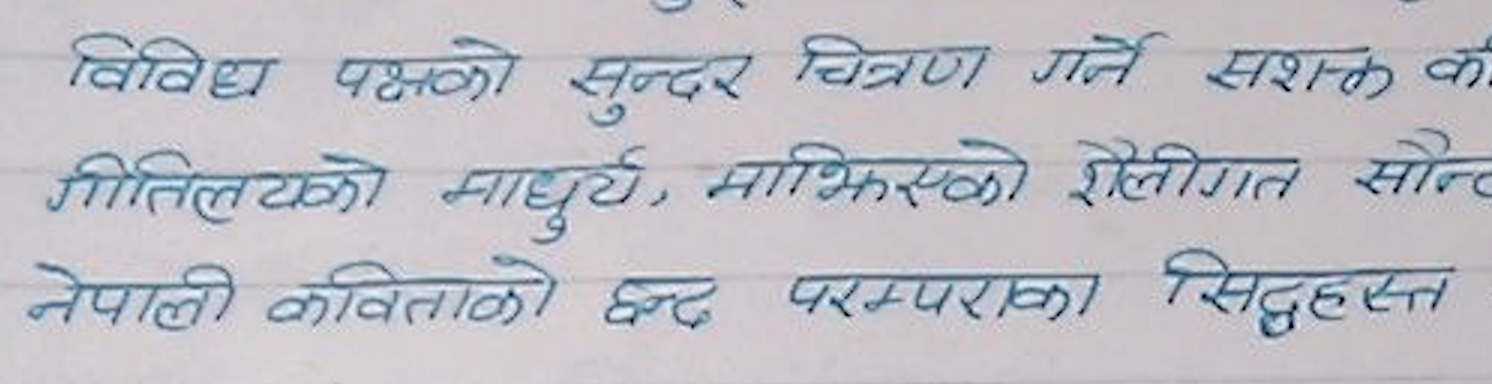 विविध पक्षको सुन्दर चित्रण गर्ने सशक्त
गीतिलयको माधुर्य, माझिएको शैलीगत
नेपाली कविताको छन्द परम्पराका सिद्धहस्त